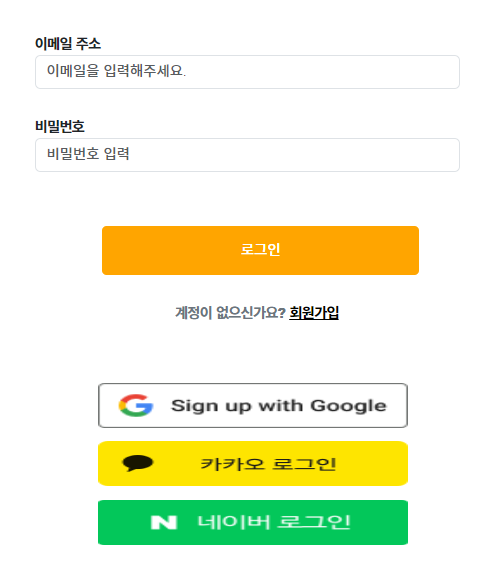 이메일 주소
이메일을 입력해주세요.
비밀번호
비밀번호 입력
로그인
계정이 없으신가요? 회원가입
Sign up with Google
카카오 로그인
네이버 로그인